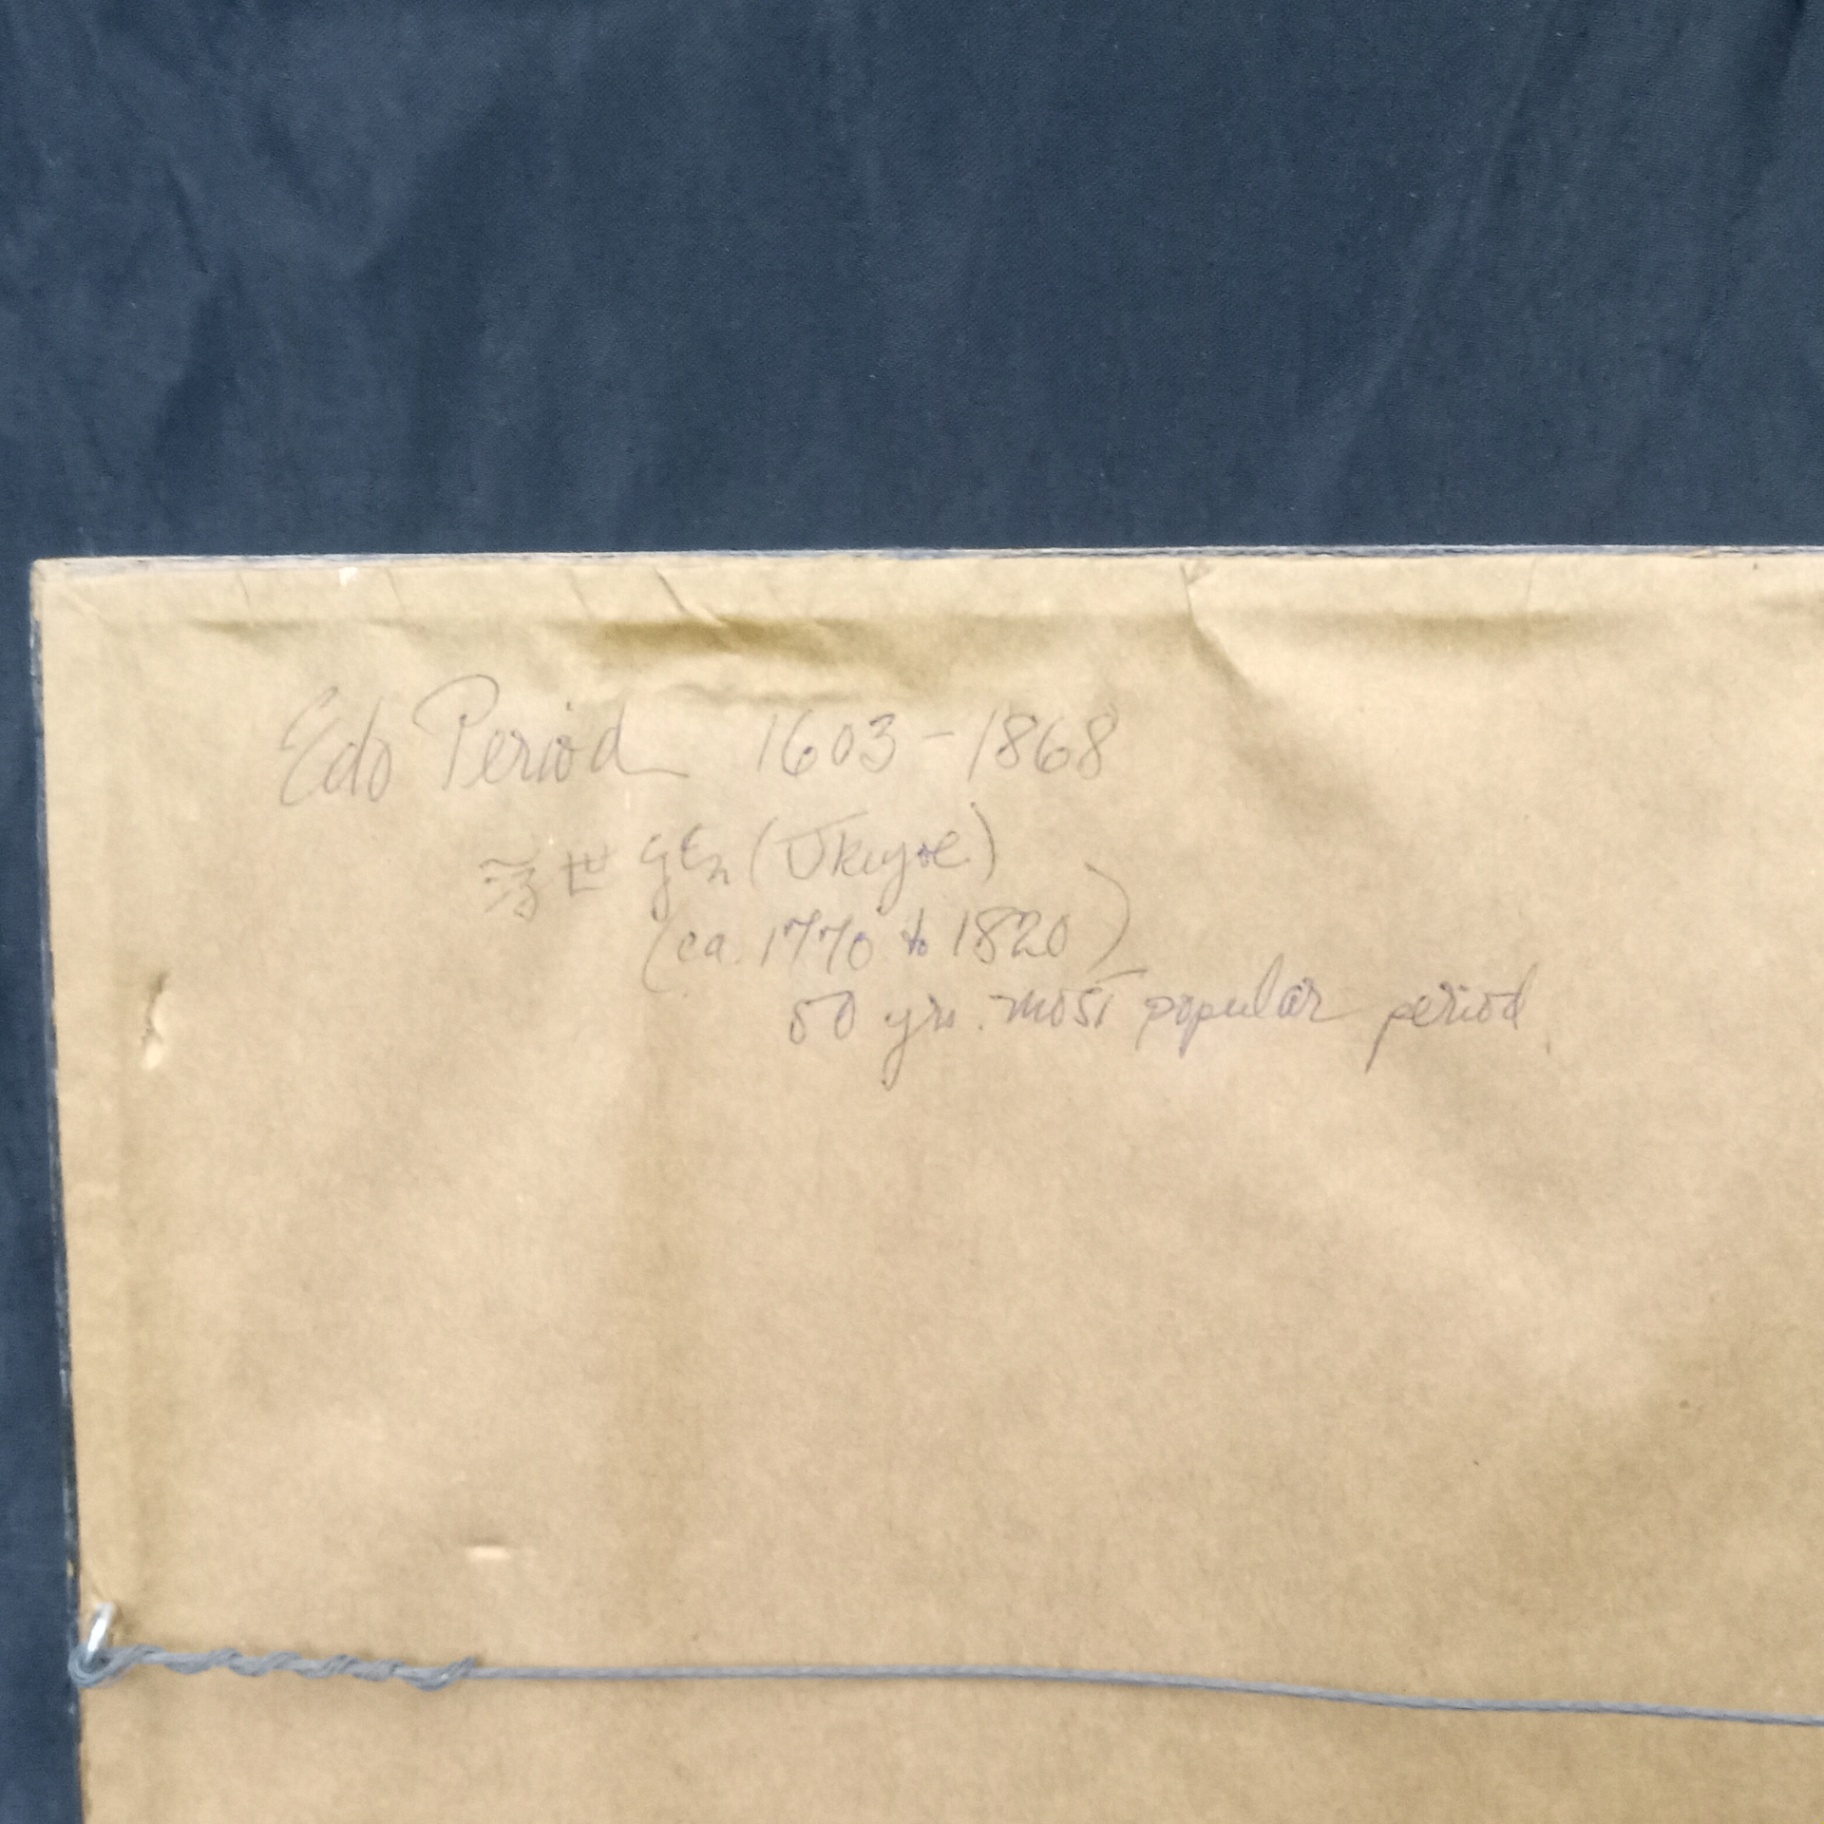 Edo Period 1603-1868
浮世絵 (Ukiyoe)
(ca. 1770 to 1820)
50 yrs. most popular period